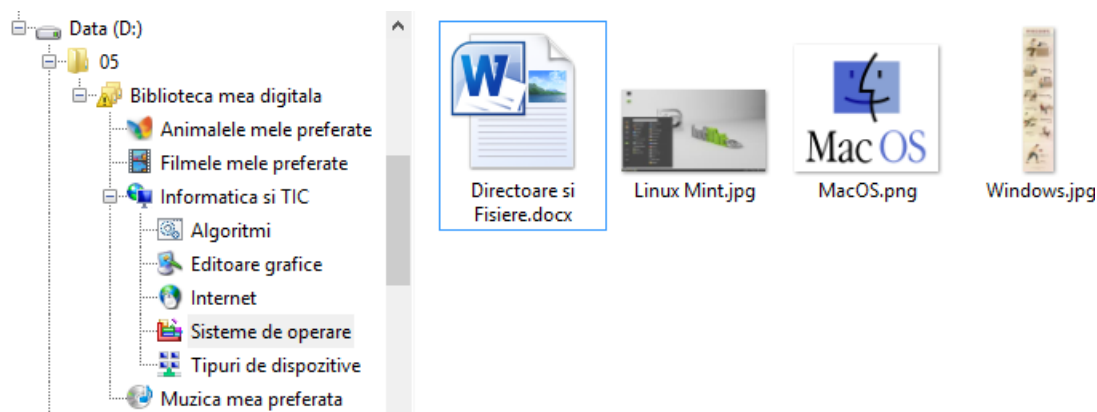 Data (D:)
05
Biblioteca mea digitala
Animalele mele preferate
Filmele mele preferate
Informatica si TIC
Algoritmi
Editoare grafice
Internet
Sisteme de operare
Tipuri de dispozitive
Muzica mea preferata
W
Directoare si
Fisiere.docx
Linux Mint.jpg
Mac OS
MacOS.png
Windows.jpg